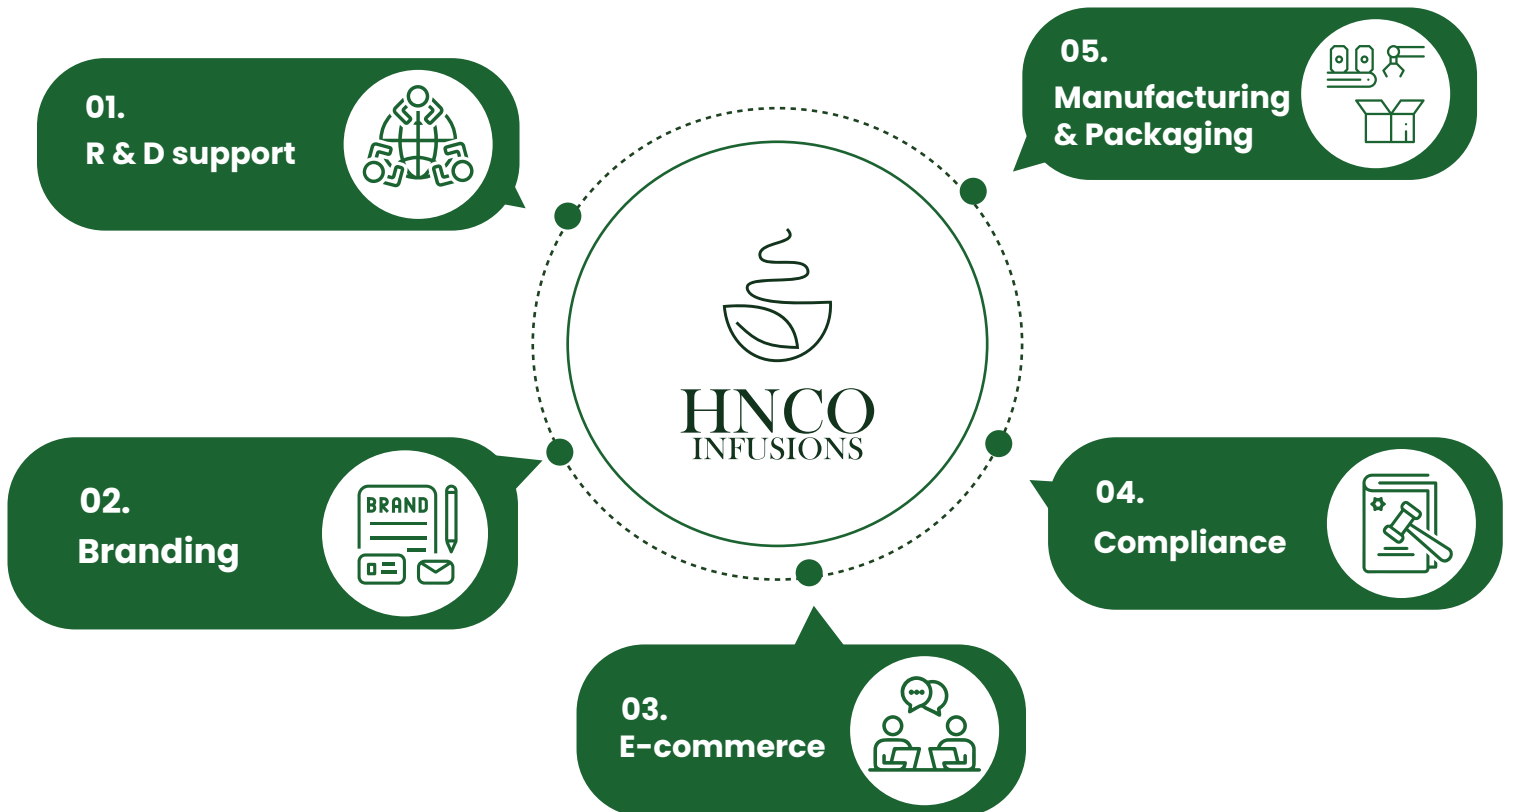 01.
R & D support
02.
BRAND
Branding
03.
E-commerce
04.
Compliance
05.
Manufacturing
& Packaging
HNCO
INFUSIONS